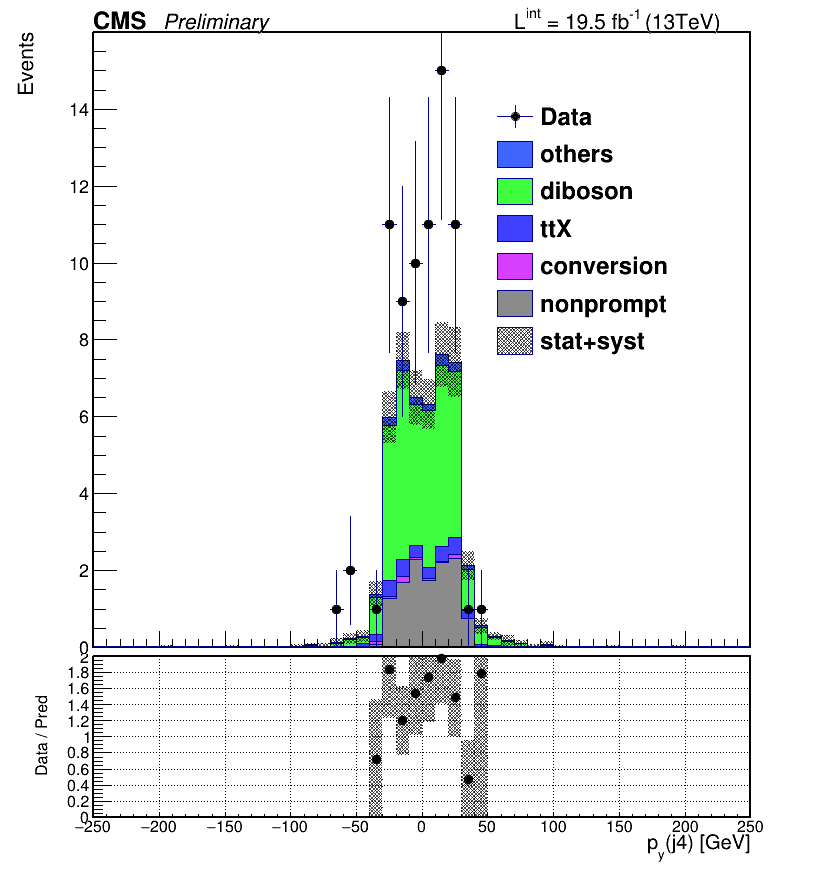 CMS Preliminary L^int = 19.5 fb^-1 (13TeV)
Events
14
12
10
8
6
4
2
0
Data
others
diboson
ttX
conversion
nonprompt
stat+syst
Data / Pred
2
1.8
1.6
1.4
1.2
1
0.8
0.6
0.4
0.2
0
−250 −200 −150 −100 −50 0 50 100 150 200 250
p_y(j4) [GeV]